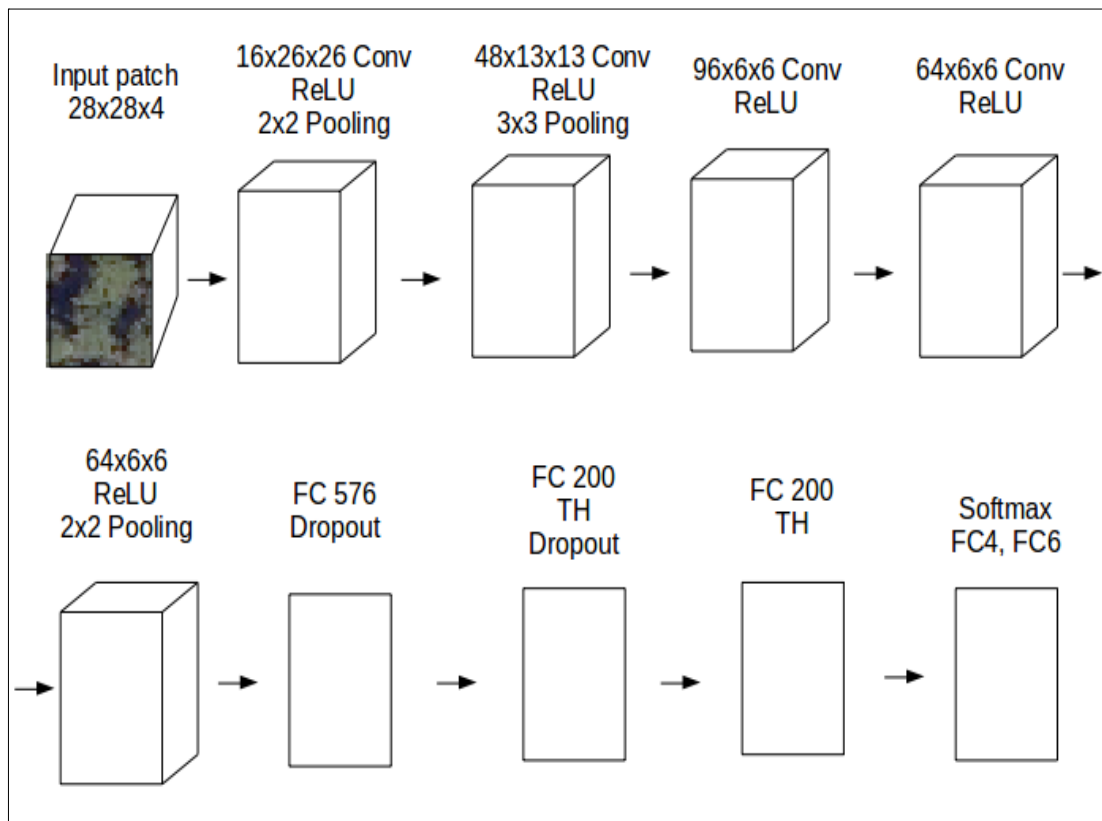 Input patch
28x28x4
16x26x26 Conv
ReLU
2x2 Pooling
48x13x13 Conv
ReLU
3x3 Pooling
96x6x6 Conv
ReLU
64x6x6 Conv
ReLU
64x6x6
ReLU
2x2 Pooling
FC 576
Dropout
FC 200
TH
Dropout
FC 200
TH
Softmax
FC4, FC6